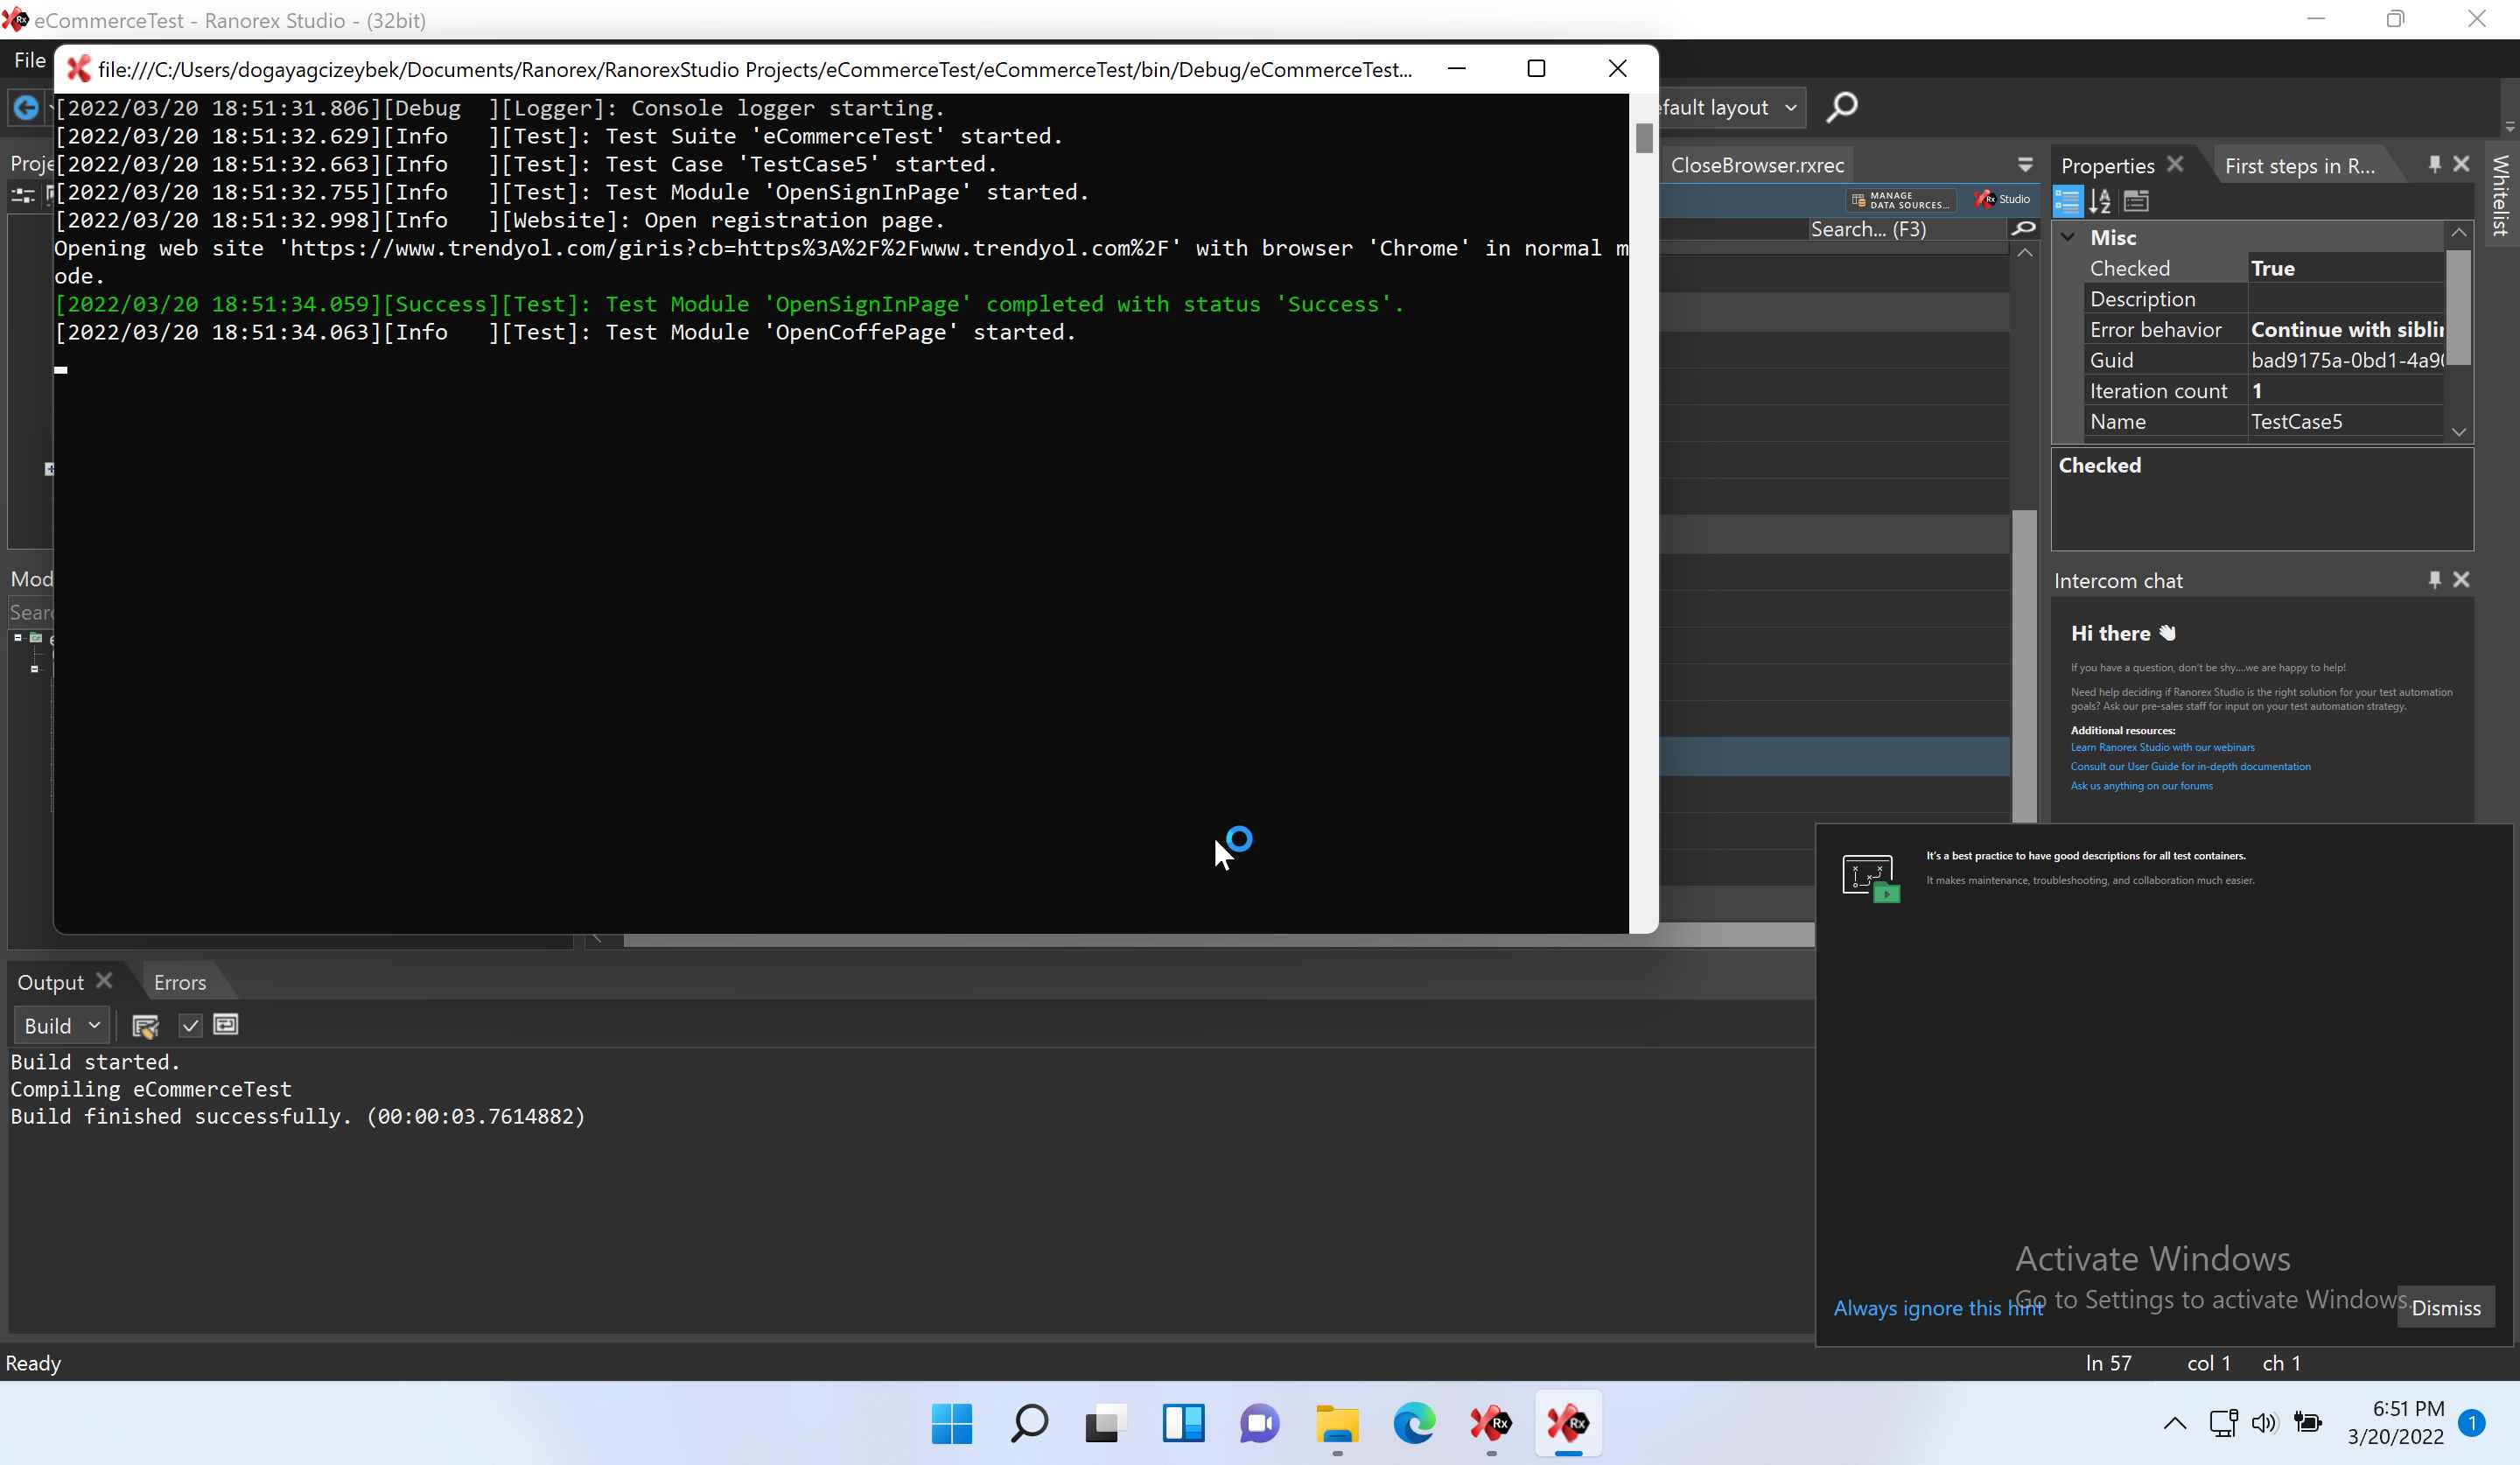 eCommerceTest - Ranorex Studio - (32bit)
File
file:///C:/Users/dogayagcizeybek/Documents/Ranorex/RanorexStudio Projects/eCommerceTest/eCommerceTest/bin/Debug/eCommerceTest...
[2022/03/20 18:51:31.806][Debug  ][Logger]: Console logger starting.
[2022/03/20 18:51:32.629][Info   ][Test]: Test Suite 'eCommerceTest' started.
[2022/03/20 18:51:32.663][Info   ][Test]: Test Case 'TestCase5' started.
[2022/03/20 18:51:32.755][Info   ][Test]: Test Module 'OpenSignInPage' started.
[2022/03/20 18:51:32.998][Info   ][Website]: Open registration page.
Opening web site 'https://www.trendyol.com/giris?cb=https%3A%2F%2Fwww.trendyol.com%2F' with browser 'Chrome' in normal m
ode.
[2022/03/20 18:51:34.059][Success][Test]: Test Module 'OpenSignInPage' completed with status 'Success'.
[2022/03/20 18:51:34.063][Info   ][Test]: Test Module 'OpenCoffePage' started.
Proje
Mod
Sear
efault layout
CloseBrowser.rxrec
MANAGE
DATA SOURCES...
Rx Studio
Search... (F3)
Properties
First steps in R...
Whitelist
Misc
Checked True
Description
Error behavior Continue with siblin
Guid bad9175a-0bd1-4a90
Iteration count 1
Name TestCase5
Checked
Intercom chat
Hi there
If you have a question, don't be shy....we are happy to help!
Need help deciding if Ranorex Studio is the right solution for your test automation
goals? Ask our pre-sales staff for input on your test automation strategy.
Additional resources:
Learn Ranorex Studio with our webinars
Consult our User Guide for in-depth documentation
Ask us anything on our forums
It's a best practice to have good descriptions for all test containers.
It makes maintenance, troubleshooting, and collaboration much easier.
Output
Errors
Build
Build started.
Compiling eCommerceTest
Build finished successfully. (00:00:03.7614882)
Activate Windows
Go to Settings to activate Windows.
Always ignore this hint
Dismiss
Ready
ln 57
col 1
ch 1
Rx
Rx
6:51 PM
3/20/2022
1